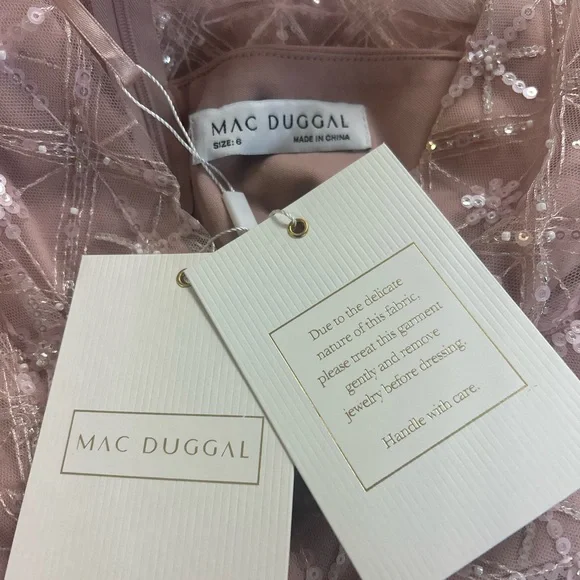 MAC DUGGAL
SIZE: 6 MADE IN CHINA
MAC DUGGAL
Due to the delicate
nature of this fabric,
please treat this garment
gently and remove
jewelry before dressing.
Handle with care.